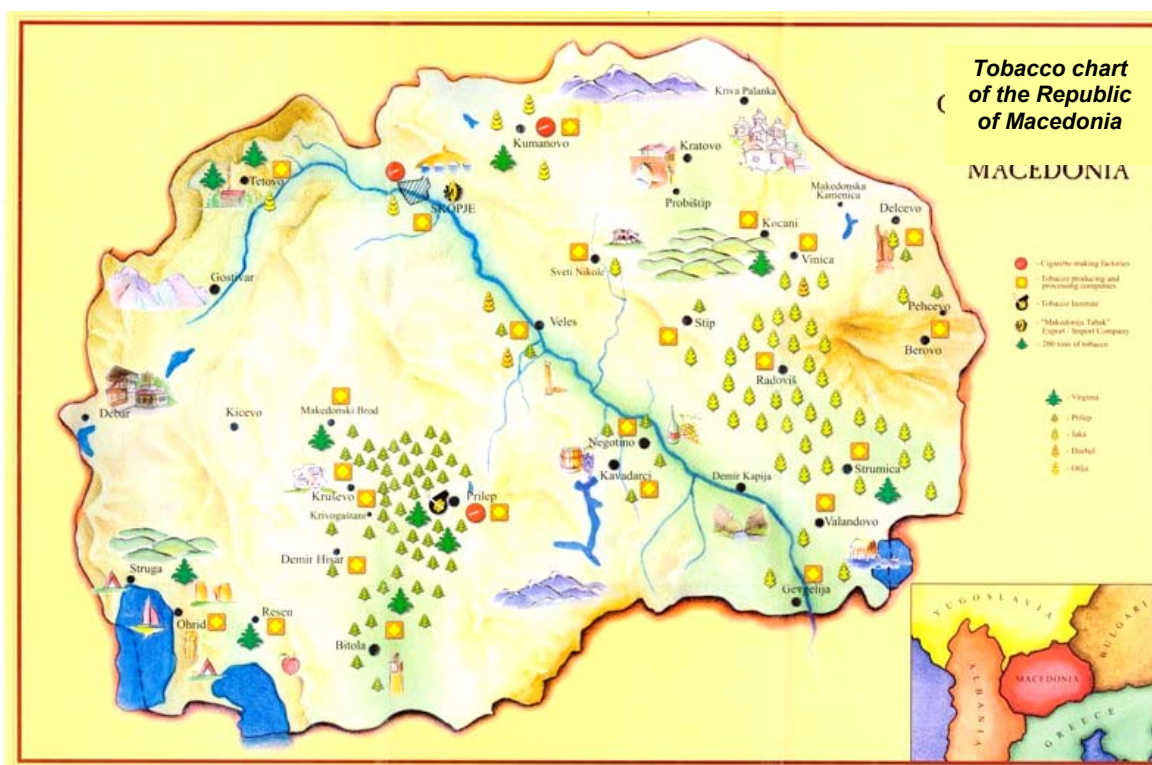 Tobacco chart
of the Republic
of Macedonia
MACEDONIA
Kriva Palanka
Kumanovo
Kratovo
Tetovo
Makedonska
Kamenica
SKOPJE
Probištip
Delcevo
Kocani
Vinica
Sveti Nikole
Gostivar
Pehcevo
Veles
Stip
Berovo
Radoviš
Debar
Kicevo
Makedonski Brod
Negotino
Kavadarci
Strumica
Demir Kapija
Kruševo
Prilep
Krivogaštani
Valandovo
Demir Hisar
Struga
Gevgelija
Ohrid
Resen
Bitola
- Cigarette making factories
- Tobacco producing and
processing companies
- Tobacco Institute
- "Makedonija Tabak"
Export - Import Company
- 200 tons of tobacco
- Virginia
- Prilep
- Jaka
- Dzebel
- Otlja
YUGOSLAVIA
BULGARI
ALBANIA
MACEDONIA
GREECE